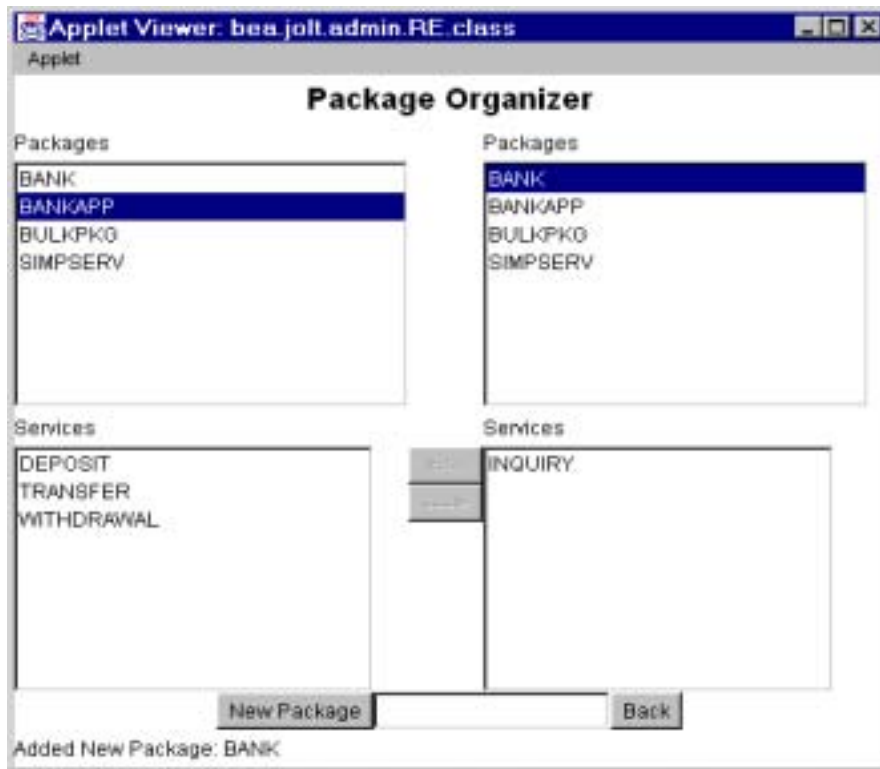 Applet Viewer: bea.jolt.admin.RE.class
Applet
Package Organizer
Packages
BANK
BANKAPP
BULKPKG
SIMPSERV
Packages
BANK
BANKAPP
BULKPKG
SIMPSERV
Services
DEPOSIT
TRANSFER
WITHDRAWAL
Services
INQUIRY
New Package
Back
Added New Package: BANK